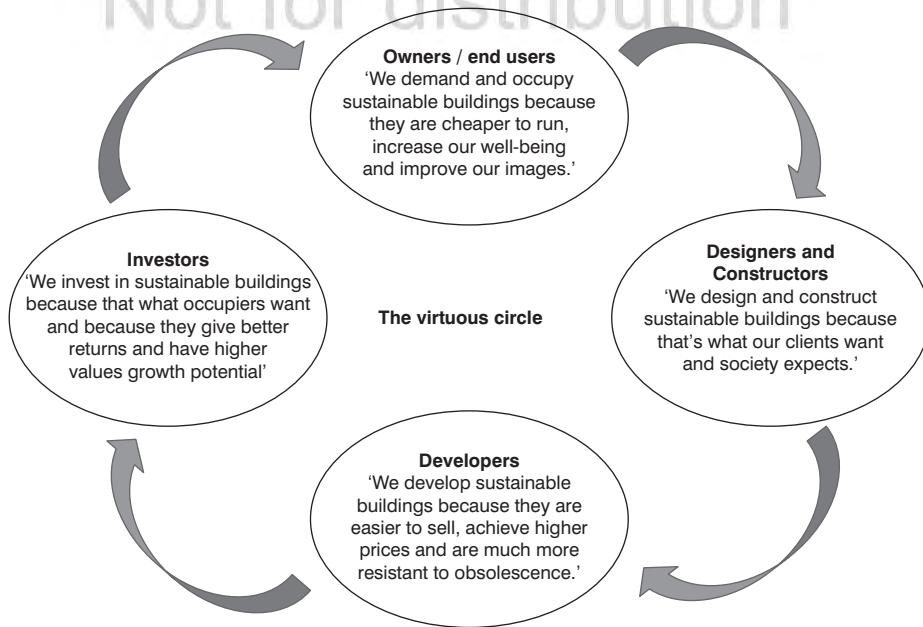 Not for distribution
Owners / end users
'We demand and occupy
sustainable buildings because
they are cheaper to run,
increase our well-being
and improve our images.'
Designers and
Constructors
'We design and construct
sustainable buildings because
that's what our clients want
and society expects.'
Developers
'We develop sustainable
buildings because they are
easier to sell, achieve higher
prices and are much more
resistant to obsolescence.'
Investors
'We invest in sustainable buildings
because that what occupiers want
and because they give better
returns and have higher
values growth potential'
The virtuous circle